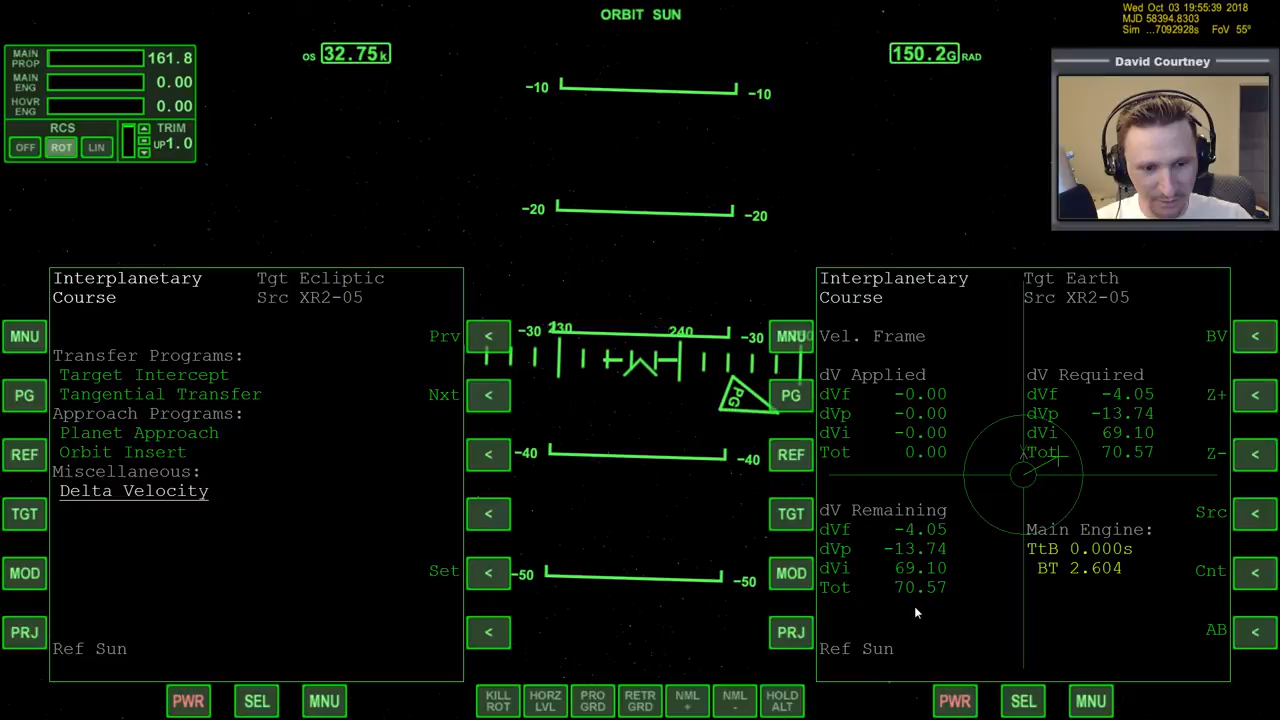 ORBIT SUN
Wed Oct 03 19:55:39 2018
MJD 58394.8303
Sim ...7092928s FoV 55°
MAIN PROP 161.8
MAIN ENG 0.00
HOVR ENG 0.00
RCS
OFF ROT LIN
TRIM
UP 1.0
OS 32.75k
150.2G RAD
David Courtney
-10 -10
-20 -20
-30 230 240 -30
-40 -40
-50 -50
PG
Interplanetary Tgt Ecliptic
Course Src XR2-05
Prv
Transfer Programs:
Target Intercept
Tangential Transfer Nxt
Approach Programs:
Planet Approach
Orbit Insert
Miscellaneous:
Delta Velocity
Set
Ref Sun
MNU
PG
REF
TGT
MOD
PRJ
<
<
<
<
<
<
PWR SEL MNU
KILL ROT
HORZ LVL
PRO GRD
RETR GRD
NML +
NML -
HOLD ALT
MNU
PG
REF
TGT
MOD
PRJ
Interplanetary Tgt Earth
Course Src XR2-05
Vel. Frame BV
dV Applied dV Required
dVf -0.00 dVf -4.05 Z+
dVp -0.00 dVp -13.74
dVi -0.00 dVi 69.10
Tot 0.00 Tot 70.57 Z-
dV Remaining Src
dVf -4.05 Main Engine:
dVp -13.74 TtB 0.000s
dVi 69.10 BT 2.604 Cnt
Tot 70.57
AB
Ref Sun
<
<
<
<
<
<
PWR SEL MNU